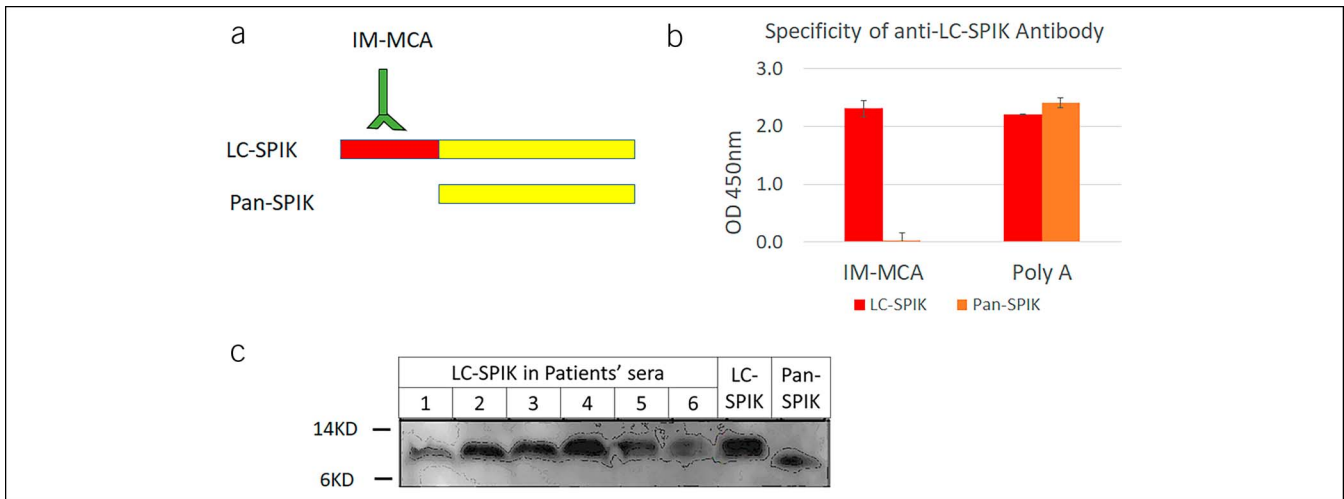 a
IM-MCA
LC-SPIK
Pan-SPIK
b
Specificity of anti-LC-SPIK Antibody
3.0
2.0
1.0
0.0
OD 450nm
IM-MCA Poly A
LC-SPIK Pan-SPIK
c
LC-SPIK in Patients’ sera
1 2 3 4 5 6
LC-
SPIK
Pan-
SPIK
14KD
6KD